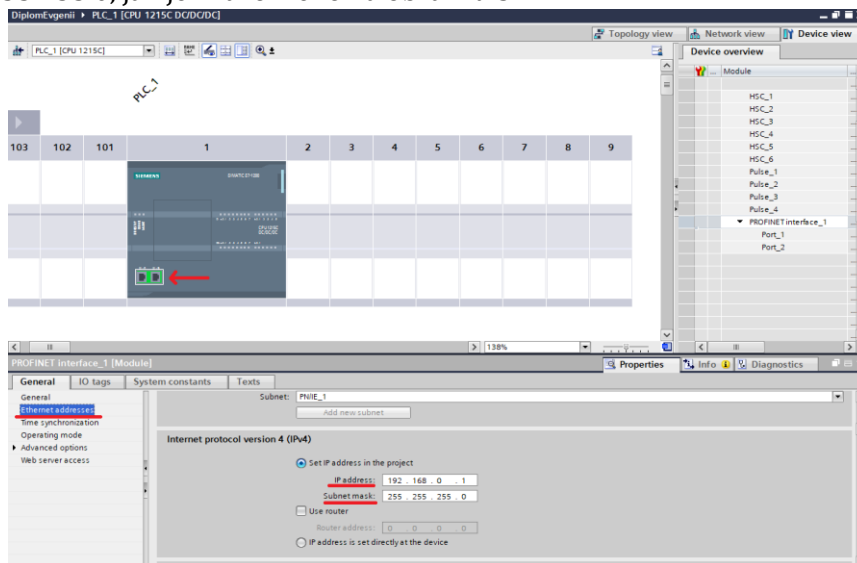 DiplomEvgenii ▸ PLC_1 [CPU 1215C DC/DC/DC]
Topology view Network view Device view
PLC_1 [CPU 1215C]
Device overview
Module
PLC_1
HSC_1
HSC_2
HSC_3
HSC_4
HSC_5
HSC_6
Pulse_1
Pulse_2
Pulse_3
Pulse_4
PROFINET interface_1
Port_1
Port_2
103 102 101 1 2 3 4 5 6 7 8 9
SIEMENS SIMATIC S7-1200
CPU 1215C
DC/DC/DC
138%
PROFINET interface_1 [Module]
Properties Info Diagnostics
General IO tags System constants Texts
General
Ethernet addresses
Time synchronization
Operating mode
Advanced options
Web server access
Subnet: PN/IE_1
Add new subnet
Internet protocol version 4 (IPv4)
Set IP address in the project
IP address: 192 . 168 . 0 . 1
Subnet mask: 255 . 255 . 255 . 0
Use router
Router address: 0 . 0 . 0 . 0
IP address is set directly at the device